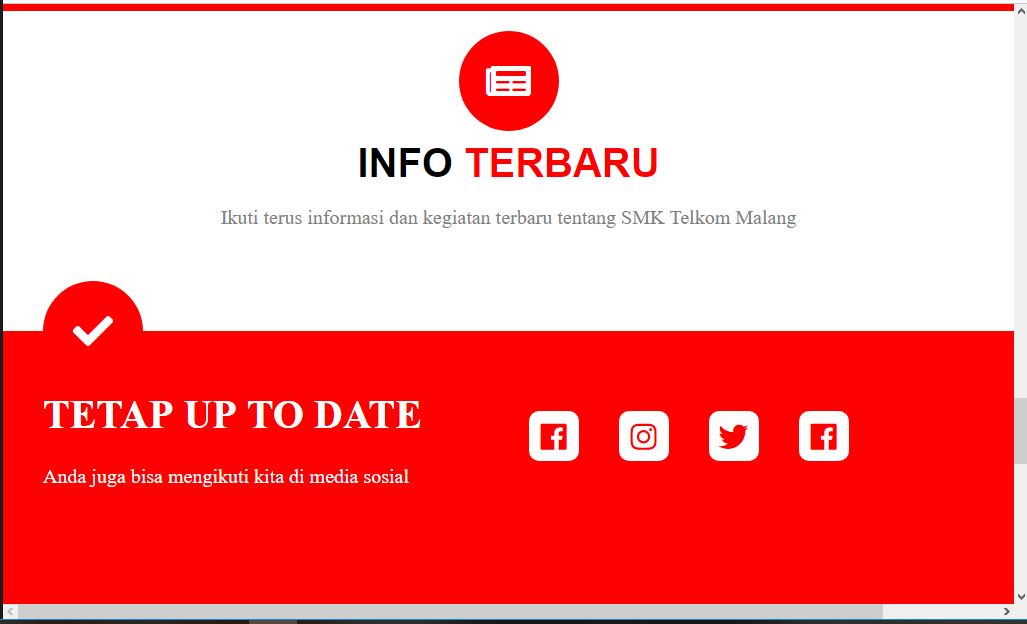 INFO TERBARU
Ikuti terus informasi dan kegiatan terbaru tentang SMK Telkom Malang
TETAP UP TO DATE
Anda juga bisa mengikuti kita di media sosial